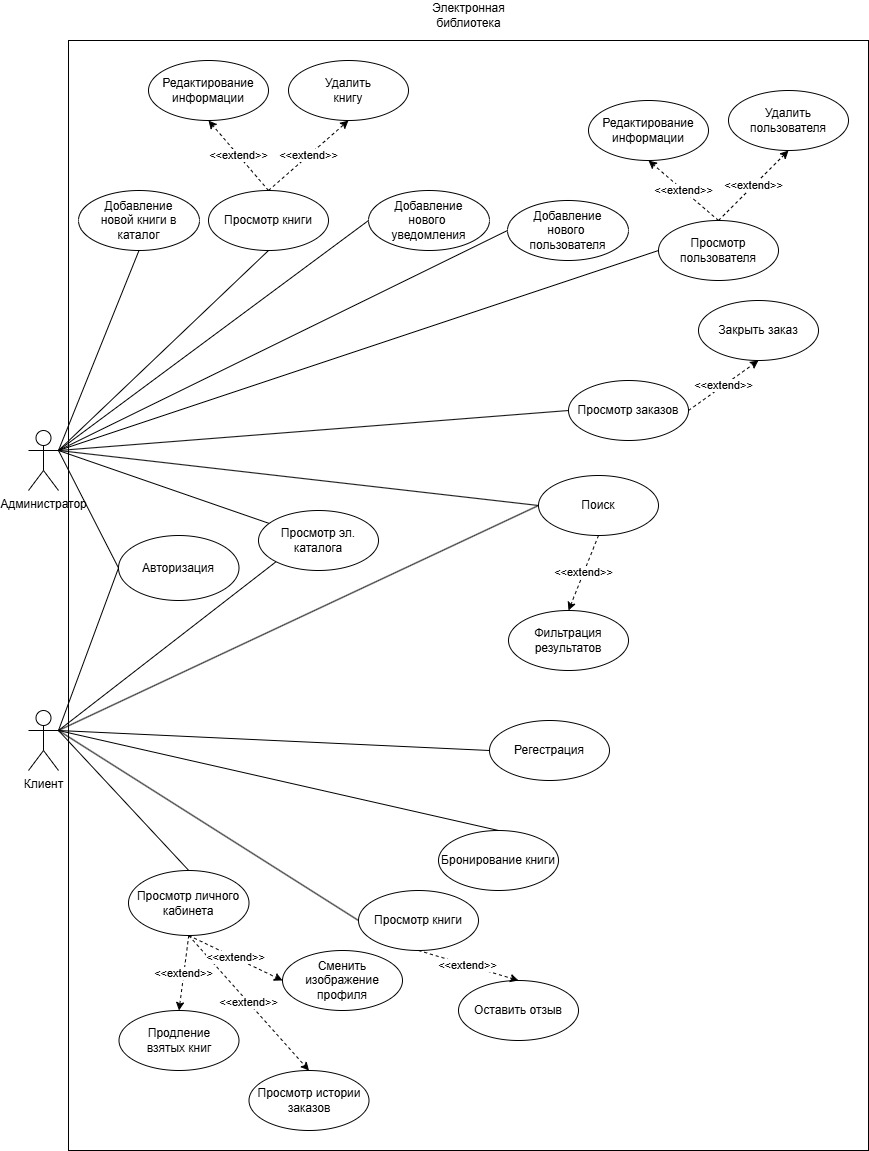 Электронная
библиотека
Редактирование
информации
Удалить
книгу
Редактирование
информации
Удалить
пользователя
<<extend>>
<<extend>>
<<extend>>
<<extend>>
Добавление
новой книги в
каталог
Просмотр книги
Добавление
нового
уведомления
Добавление
нового
пользователя
Просмотр
пользователя
Закрыть заказ
<<extend>>
Просмотр заказов
Администратор
Поиск
Просмотр эл.
каталога
Авторизация
<<extend>>
Фильтрация
результатов
Клиент
Регестрация
Бронирование книги
Просмотр личного
кабинета
Просмотр книги
<<extend>>
<<extend>>
<<extend>>
<<extend>>
Сменить
изображение
профиля
Оставить отзыв
Продление
взятых книг
Просмотр истории
заказов